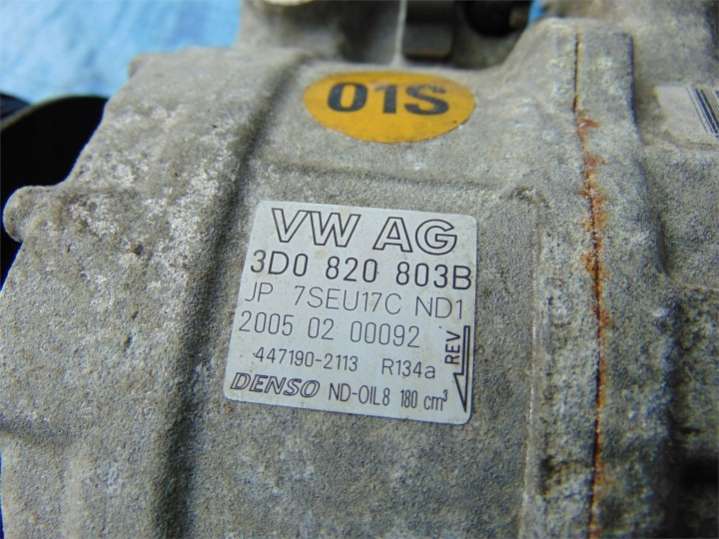 01S
VW AG
3D0 820 803B
JP 7SEU17C ND1
2005 02 00092
447190-2113 R134a
REV
DENSO ND-OIL8 180 cm³